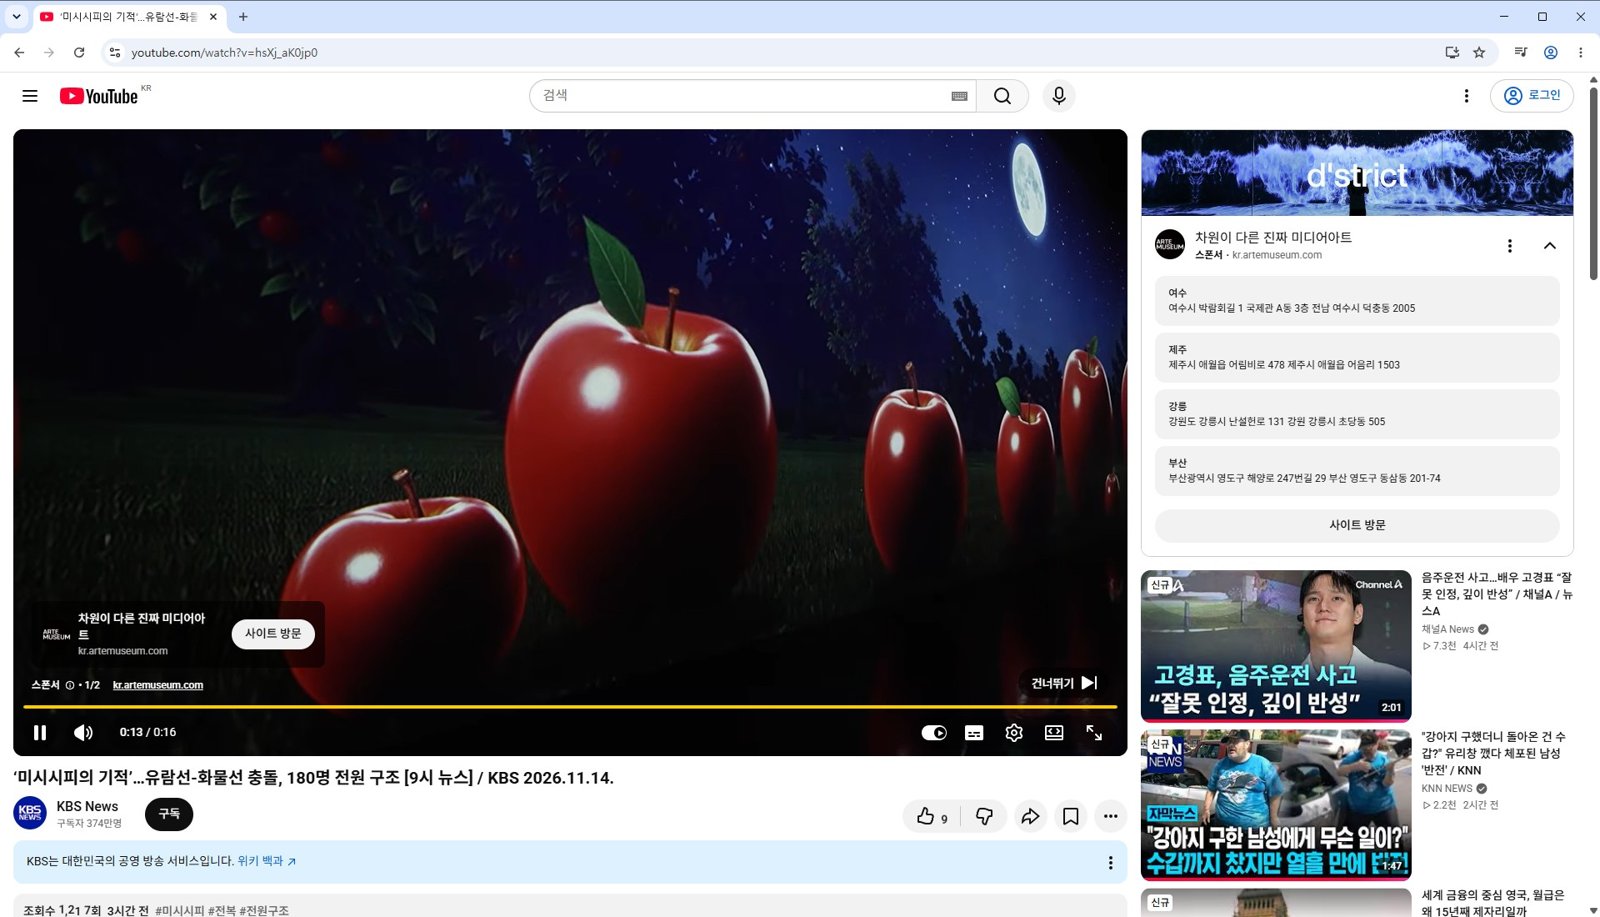 '미시시피의 기적'...유람선-화물
youtube.com/watch?v=hsXj_aK0jp0
YouTube KR
검색
로그인
d'strict
ARTE MUSEUM
차원이 다른 진짜 미디어아트
스폰서 · kr.artemuseum.com
여수
여수시 박람회길 1 국제관 A동 3층 전남 여수시 덕충동 2005
제주
제주시 애월읍 어림비로 478 제주시 애월읍 어음리 1503
강릉
강원도 강릉시 난설헌로 131 강원 강릉시 초당동 505
부산
부산광역시 영도구 해양로 247번길 29 부산 영도구 동삼동 201-74
사이트 방문
ARTE MUSEUM
차원이 다른 진짜 미디어아
트
kr.artemuseum.com
사이트 방문
스폰서 · 1/2 kr.artemuseum.com
건너뛰기
0:13 / 0:16
'미시시피의 기적'...유람선-화물선 충돌, 180명 전원 구조 [9시 뉴스] / KBS 2026.11.14.
KBS NEWS
KBS News
구독자 374만명
구독
9
KBS는 대한민국의 공영 방송 서비스입니다. 위키 백과
조회수 1,217회 3시간 전 #미시시피 #전복 #전원구조
신규
Channel A
고경표, 음주운전 사고
“잘못 인정, 깊이 반성”
2:01
음주운전 사고...배우 고경표 “잘
못 인정, 깊이 반성” / 채널A / 뉴
스A
채널A News
7.3천 4시간 전
신규
KNN NEWS
자막뉴스
"강아지 구한 남성에게 무슨 일이?"
수갑까지 찼지만 열흘 만에 반전!
1:47
"강아지 구했더니 돌아온 건 수
갑?" 유리창 깼다 체포된 남성
'반전' / KNN
KNN NEWS
2.2천 2시간 전
신규
세계 금융의 중심 영국, 월급은
왜 15년째 제자리일까